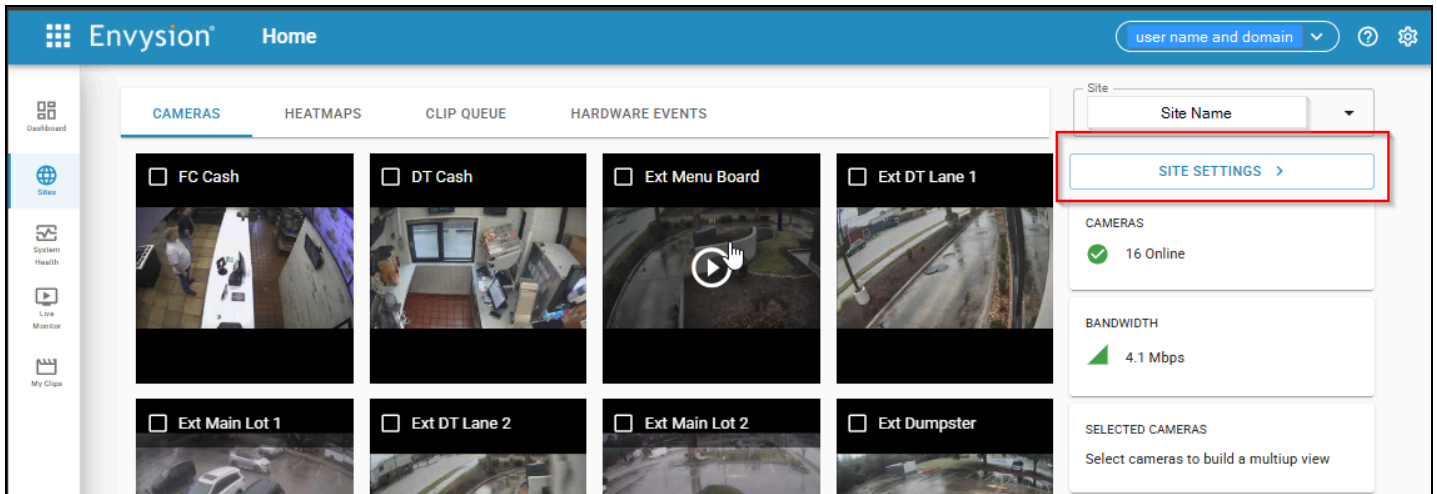 Envysion
Home
user name and domain
Dashboard
Sites
System
Health
Live
Monitor
My Clips
CAMERAS
HEATMAPS
CLIP QUEUE
HARDWARE EVENTS
Site
Site Name
SITE SETTINGS
FC Cash
DT Cash
Ext Menu Board
Ext DT Lane 1
CAMERAS
16 Online
BANDWIDTH
4.1 Mbps
Ext Main Lot 1
Ext DT Lane 2
Ext Main Lot 2
Ext Dumpster
SELECTED CAMERAS
Select cameras to build a multiup view